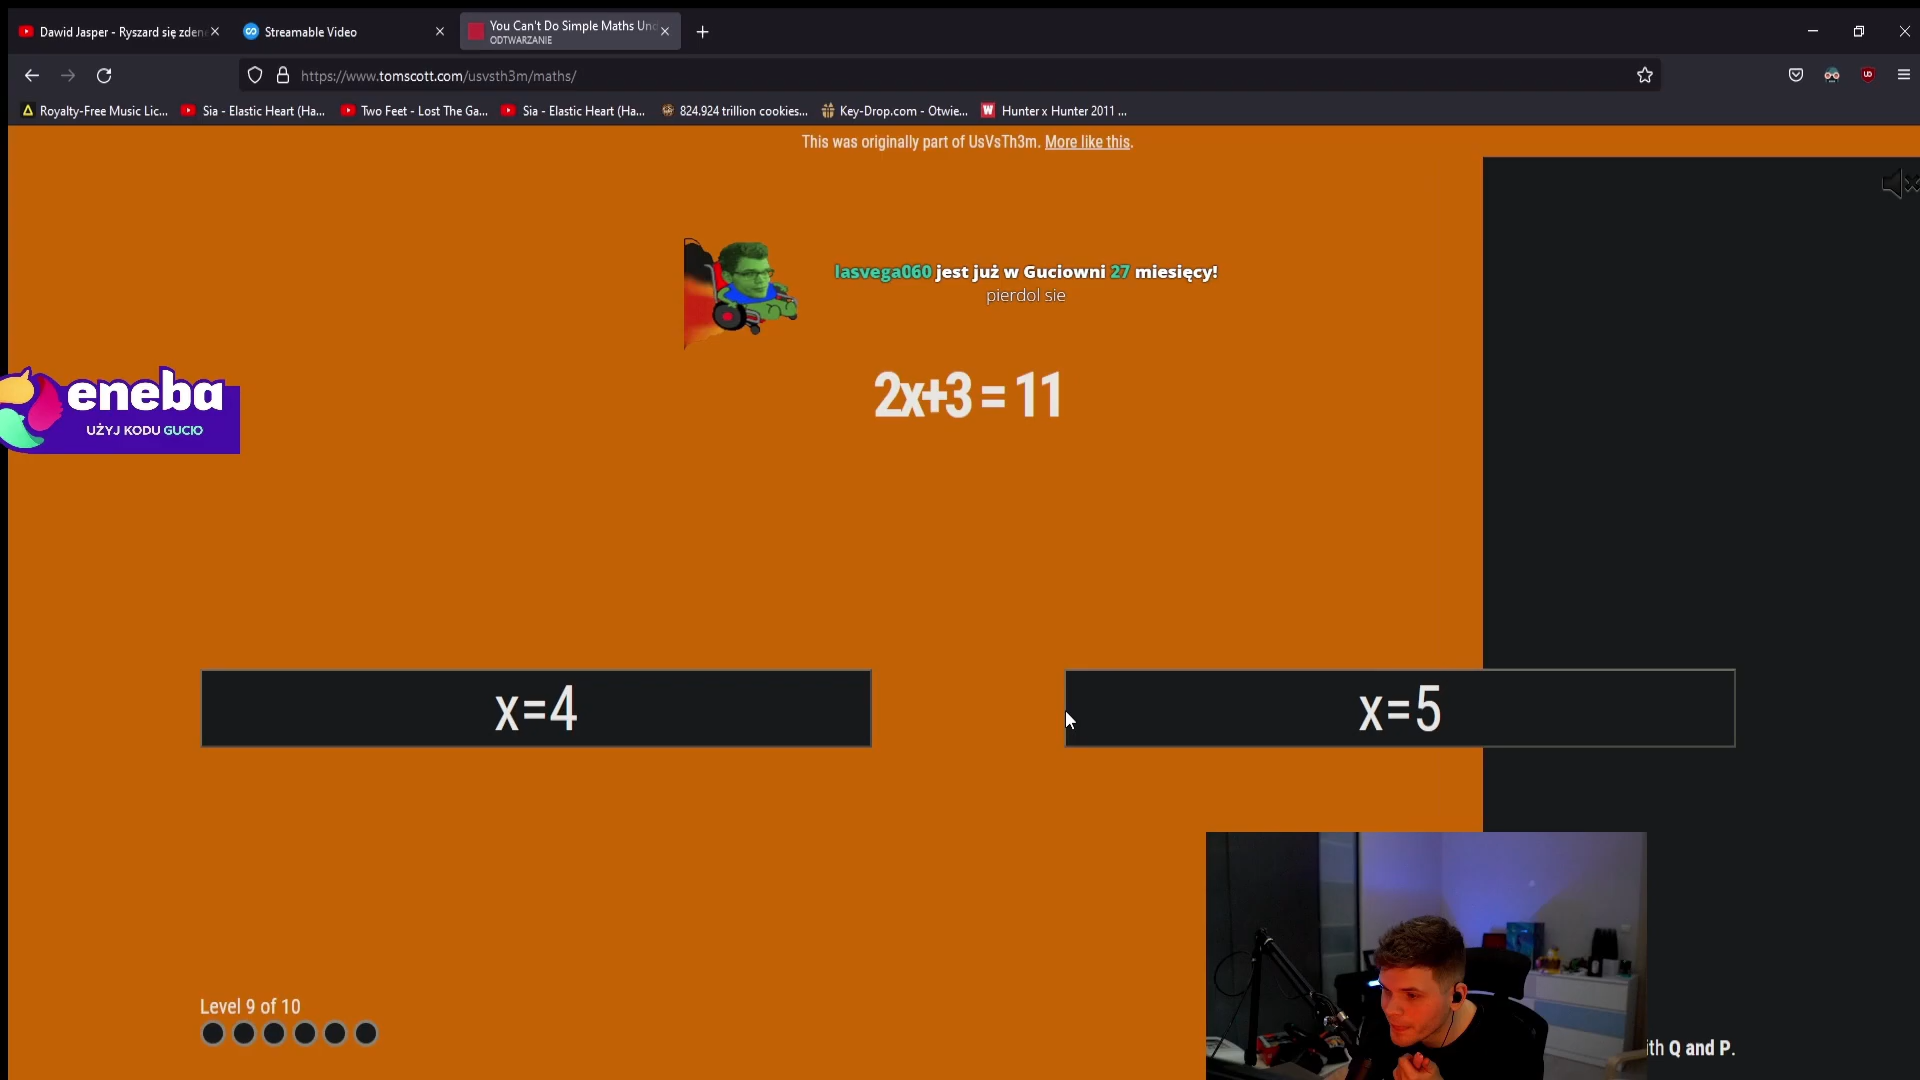 Dawid Jasper - Ryszard się zdene
Streamable Video
You Can't Do Simple Maths Und
ODTWARZANIE
https://www.tomscott.com/usvsth3m/maths/
Royalty-Free Music Lic...
Sia - Elastic Heart (Ha...
Two Feet - Lost The Ga...
Sia - Elastic Heart (Ha...
824.924 trillion cookies...
Key-Drop.com - Otwie...
Hunter x Hunter 2011 ...
This was originally part of UsVsTh3m. More like this.
lasvega060 jest już w Guciowni 27 miesięcy!
pierdol sie
2x+3 = 11
eneba
UŻYJ KODU GUCIO
x=4
x=5
Level 9 of 10
ith Q and P.